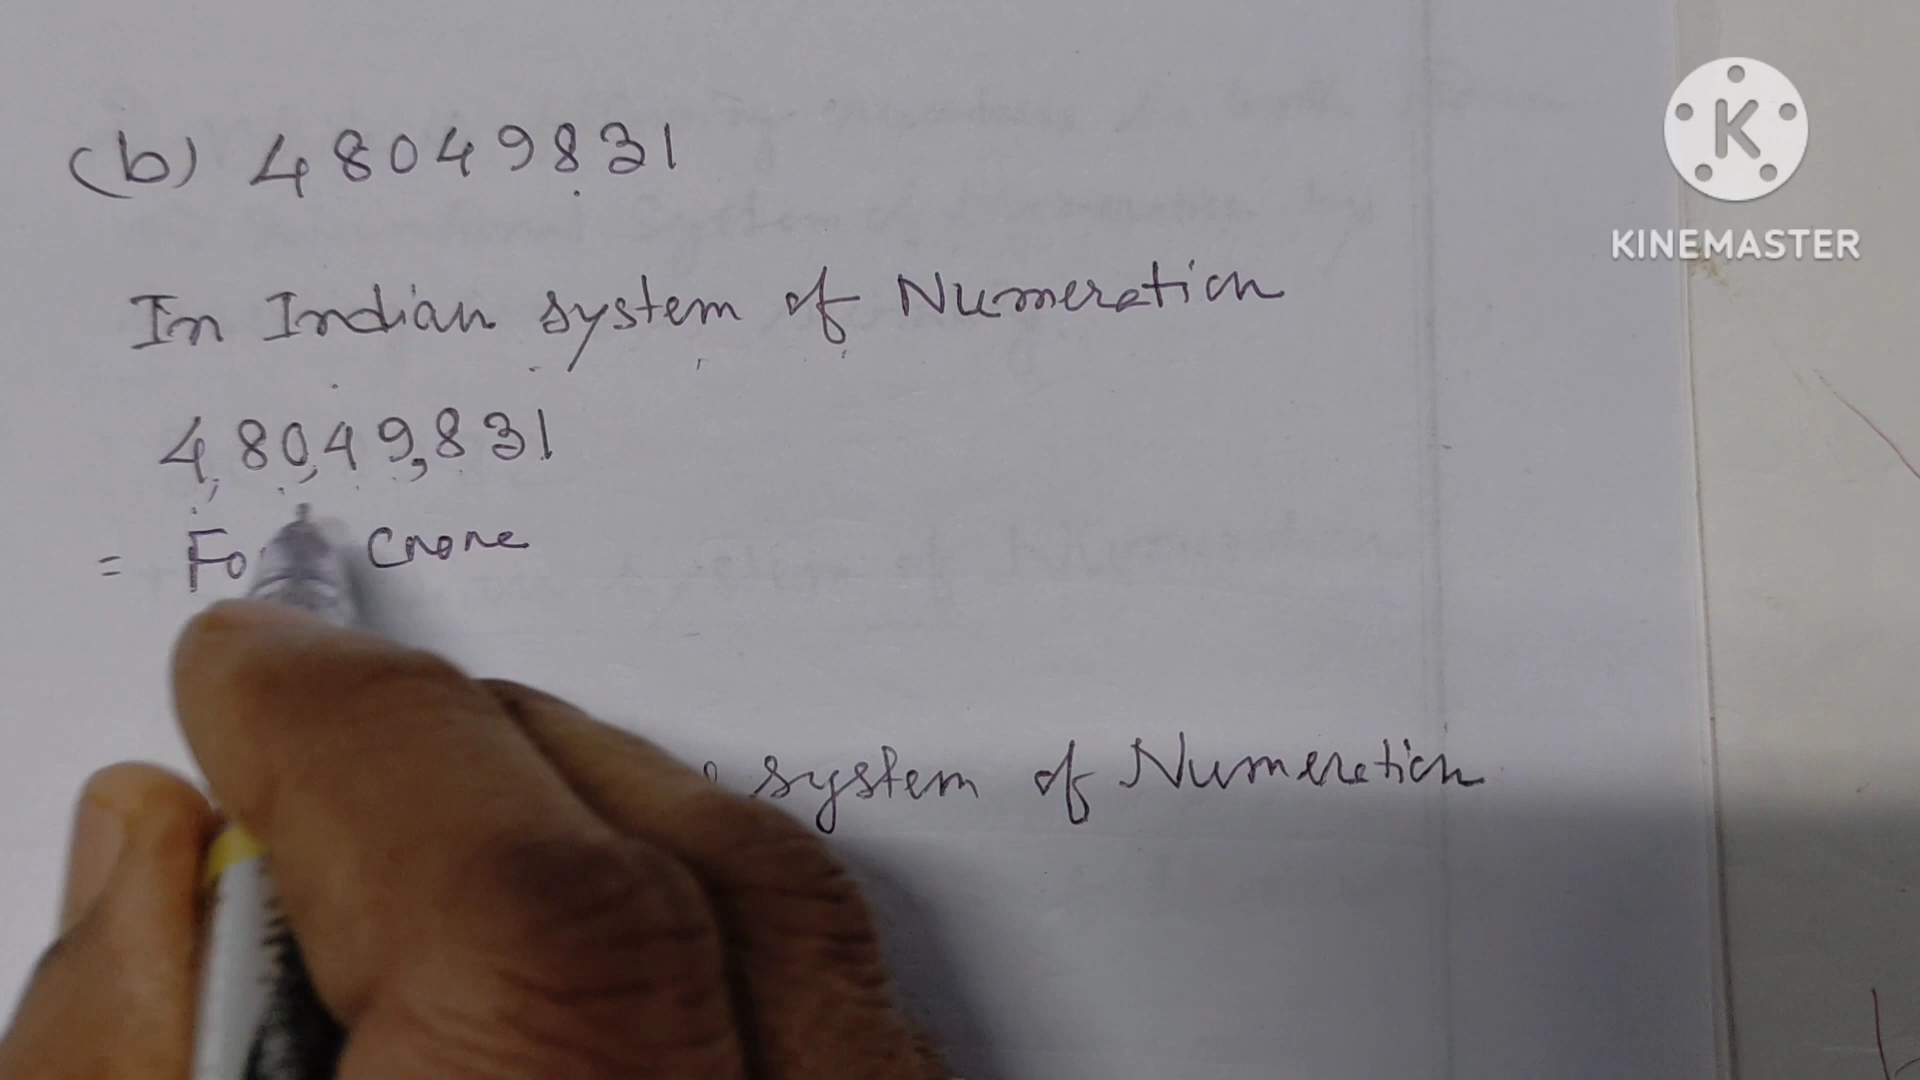 (b) 48049831
KINEMASTER
In Indian system of Numeration
4,80,49,831
= Fo Crore
system of Numeration